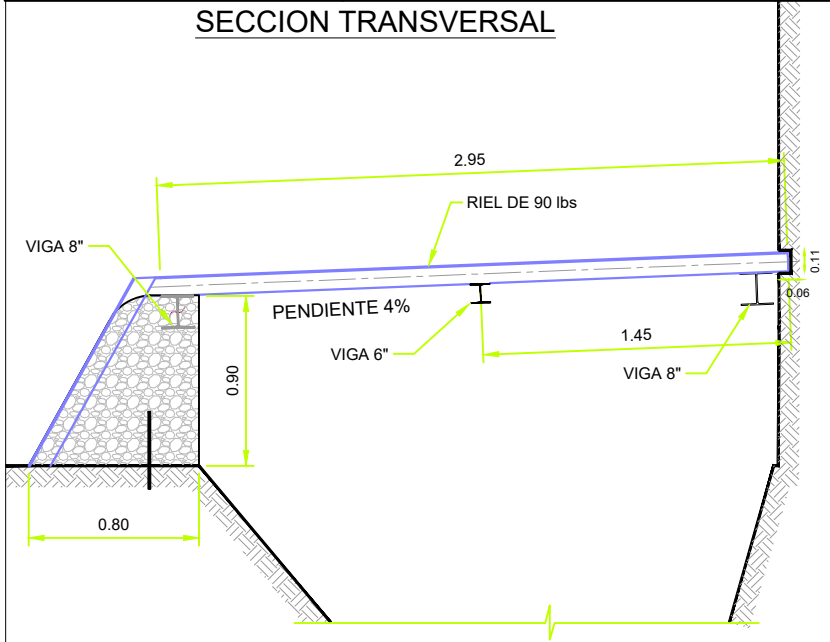 SECCION TRANSVERSAL
2.95
RIEL DE 90 lbs
VIGA 8"
0.11
0.06
PENDIENTE 4%
1.45
VIGA 6"
VIGA 8"
0.90
0.80